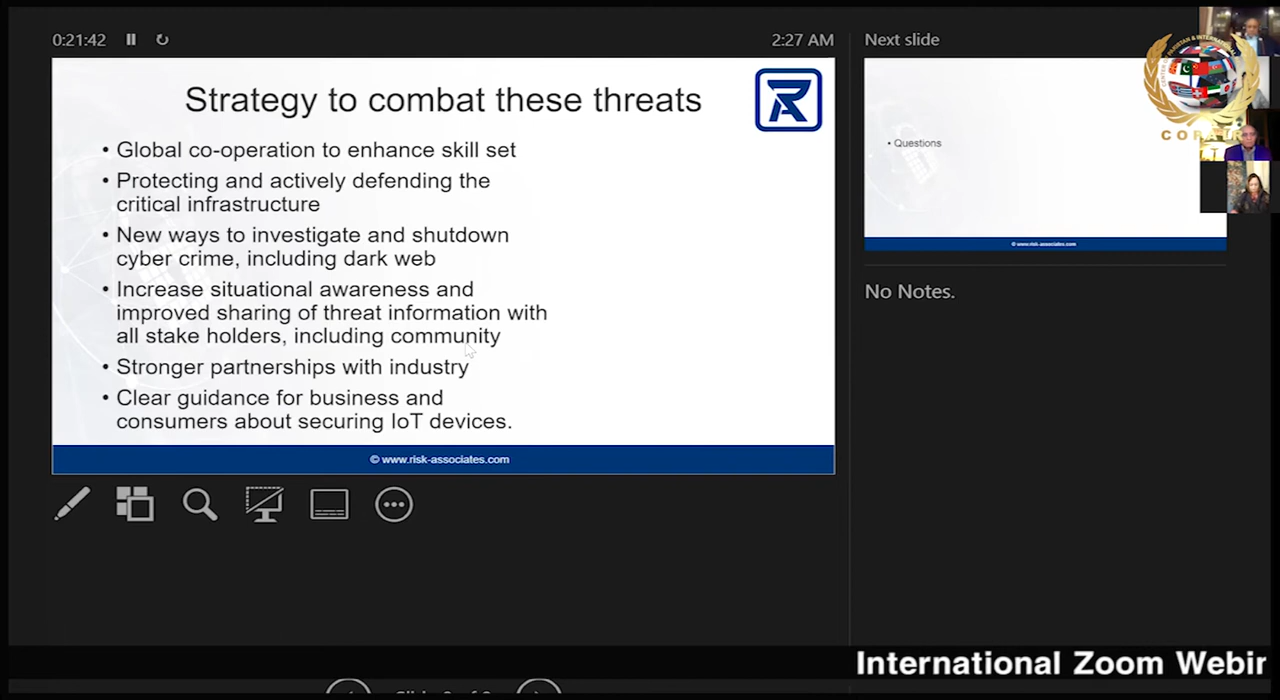 0:21:42
2:27 AM
Next slide
Strategy to combat these threats
• Global co-operation to enhance skill set
• Protecting and actively defending the
critical infrastructure
• New ways to investigate and shutdown
cyber crime, including dark web
• Increase situational awareness and
improved sharing of threat information with
all stake holders, including community
• Stronger partnerships with industry
• Clear guidance for business and
consumers about securing IoT devices.
© www.risk-associates.com
• Questions
© www.risk-associates.com
No Notes.
International Zoom Webir